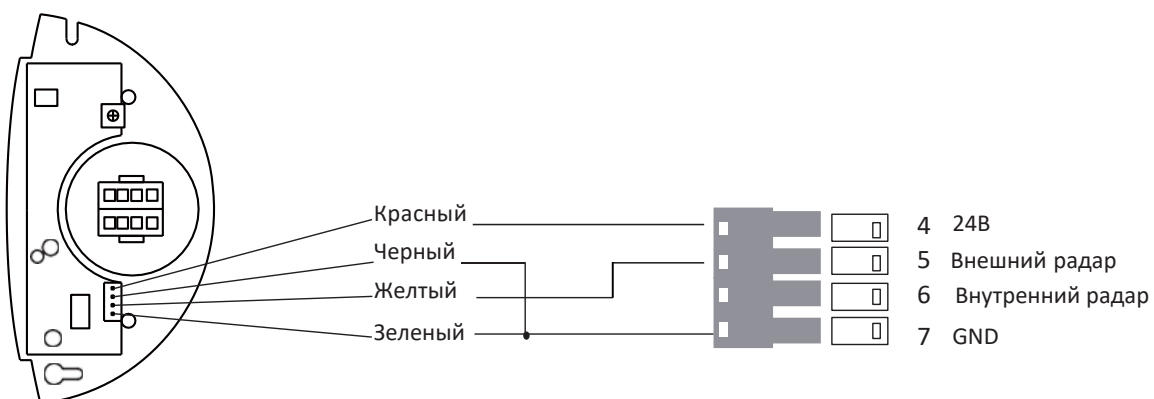 Красный
4 24В
Черный
5 Внешний радар
Желтый
6 Внутренний радар
Зеленый
7 GND